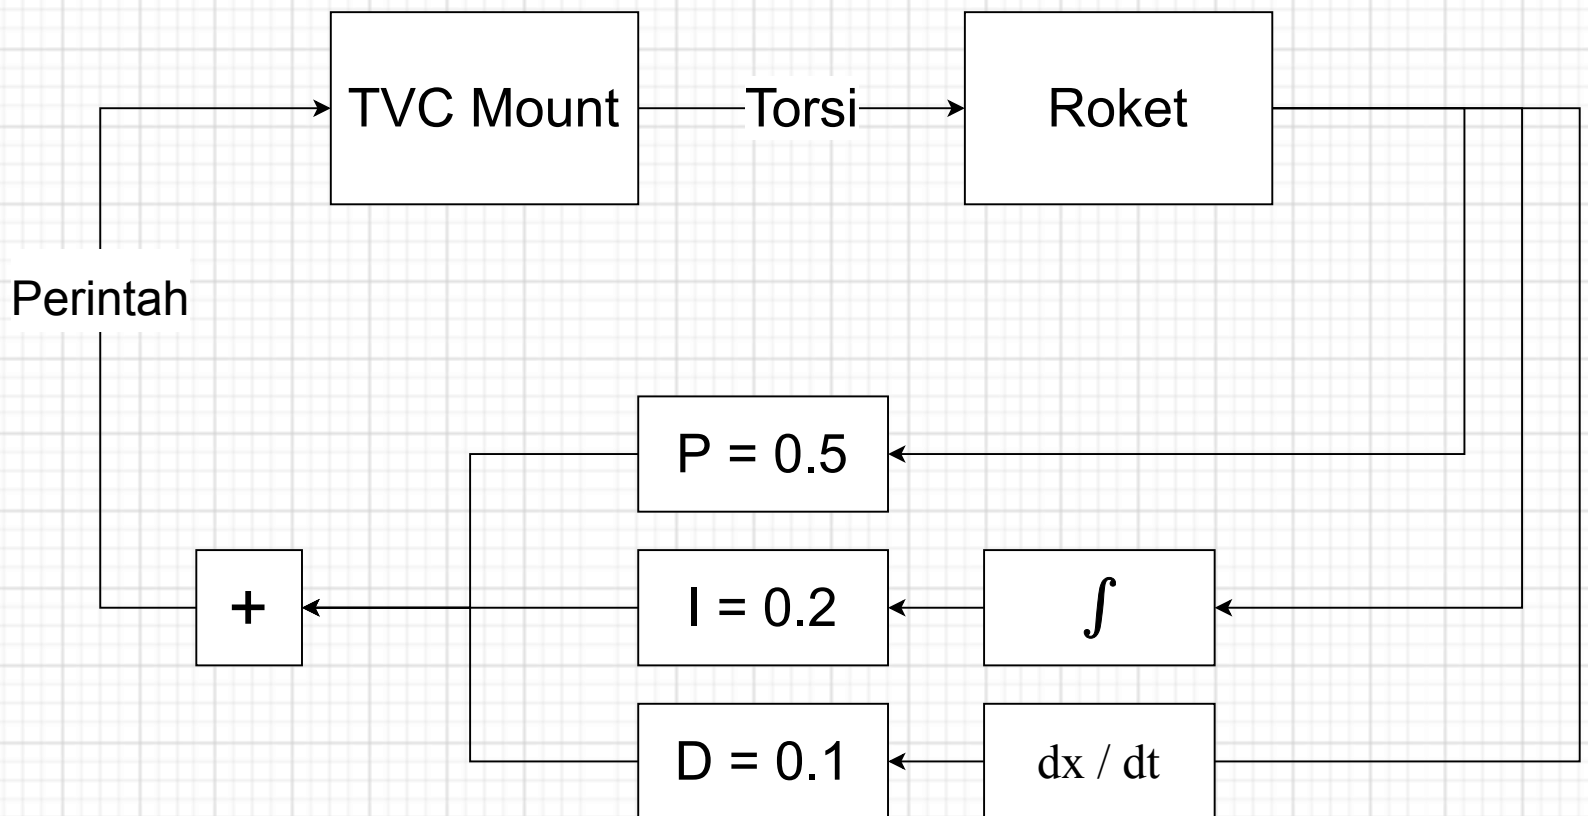 TVC Mount
Torsi
Roket
Perintah
P = 0.5
+
I = 0.2
∫
D = 0.1
dx / dt